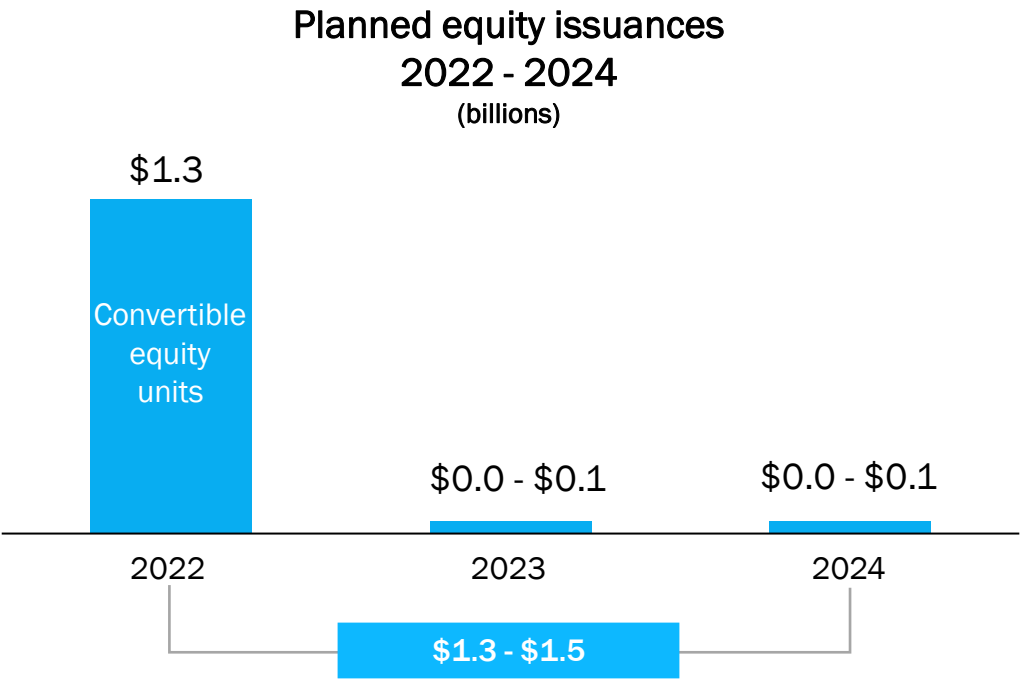 Planned equity issuances
2022 - 2024
(billions)
$1.3
Convertible
equity
units
$0.0 - $0.1
$0.0 - $0.1
2022
2023
2024
$1.3 - $1.5